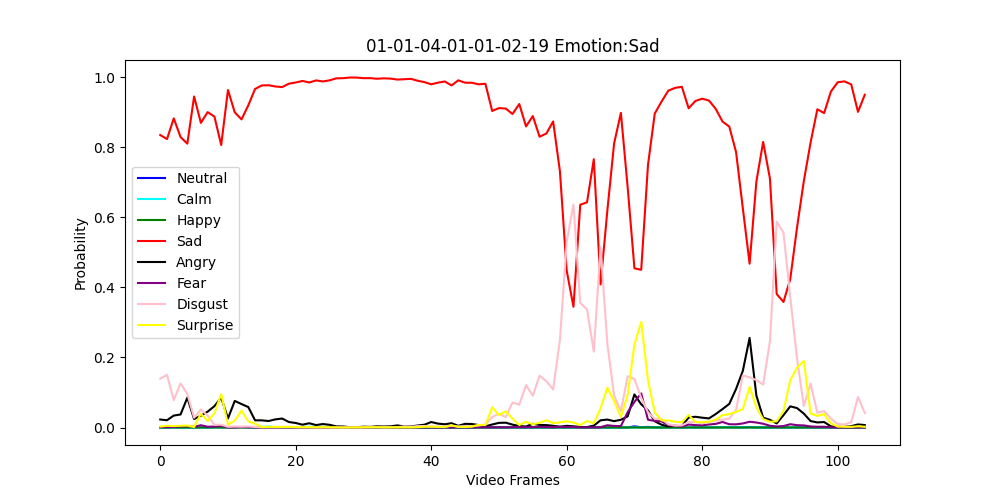 01-01-04-01-01-02-19 Emotion:Sad
Probability
1.0
0.8
0.6
0.4
0.2
0.0
Neutral
Calm
Happy
Sad
Angry
Fear
Disgust
Surprise
0 20 40 60 80 100
Video Frames